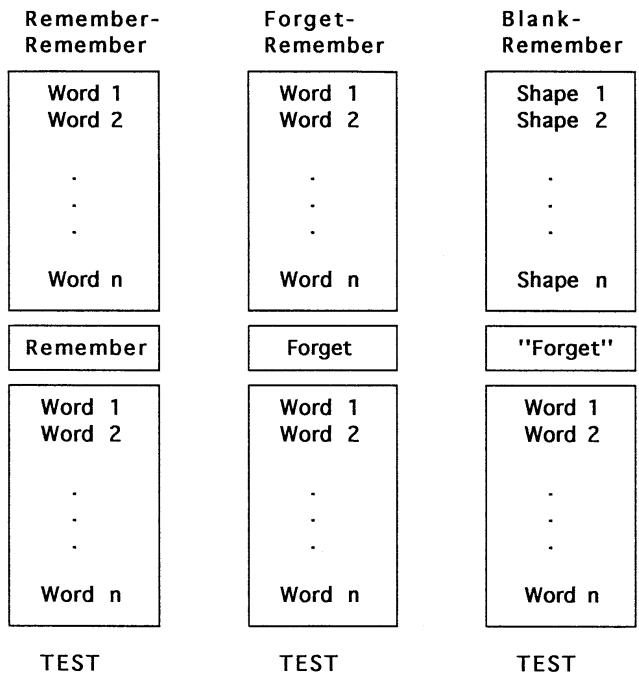 Remember-
Remember
Word 1
Word 2
.
.
.
Word n
Remember
Word 1
Word 2
.
.
.
Word n
TEST
Forget-
Remember
Word 1
Word 2
.
.
.
Word n
Forget
Word 1
Word 2
.
.
.
Word n
TEST
Blank-
Remember
Shape 1
Shape 2
.
.
.
Shape n
"Forget"
Word 1
Word 2
.
.
.
Word n
TEST